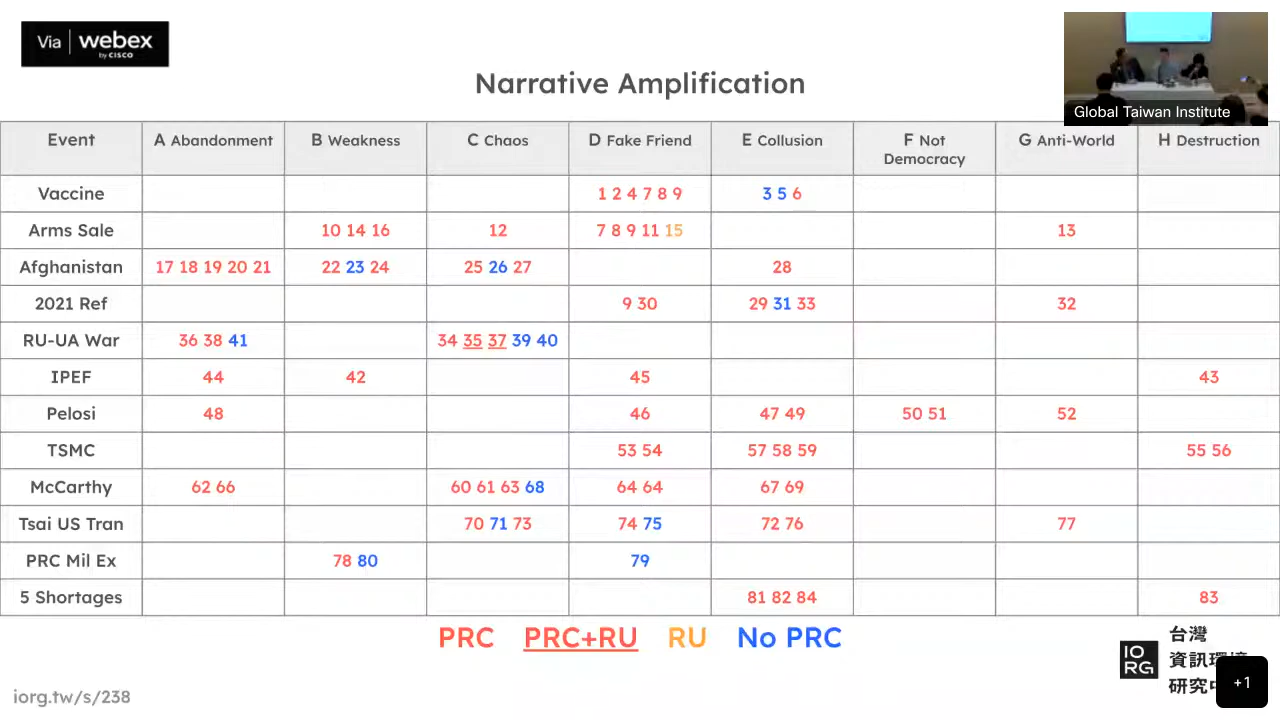 Via webex
by CISCO
Narrative Amplification
Global Taiwan Institute
Event A Abandonment B Weakness C Chaos D Fake Friend E Collusion F Not Democracy G Anti-World H Destruction
Vaccine 1 2 4 7 8 9 3 5 6
Arms Sale 10 14 16 12 7 8 9 11 15 13
Afghanistan 17 18 19 20 21 22 23 24 25 26 27 28
2021 Ref 9 30 29 31 33 32
RU-UA War 36 38 41 34 35 37 39 40
IPEF 44 42 45 43
Pelosi 48 46 47 49 50 51 52
TSMC 53 54 57 58 59 55 56
McCarthy 62 66 60 61 63 68 64 64 67 69
Tsai US Tran 70 71 73 74 75 72 76 77
PRC Mil Ex 78 80 79
5 Shortages 81 82 84 83
PRC PRC+RU RU No PRC
IO
RG
台灣
資訊環
研究
+1
iorg.tw/s/238